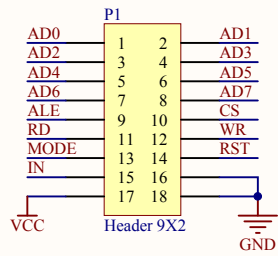 P1
AD0 1 2 AD1
AD2 3 4 AD3
AD4 5 6 AD5
AD6 7 8 AD7
ALE 9 10 CS
RD 11 12 WR
MODE 13 14 RST
IN 15 16
17 18
VCC Header 9X2
GND